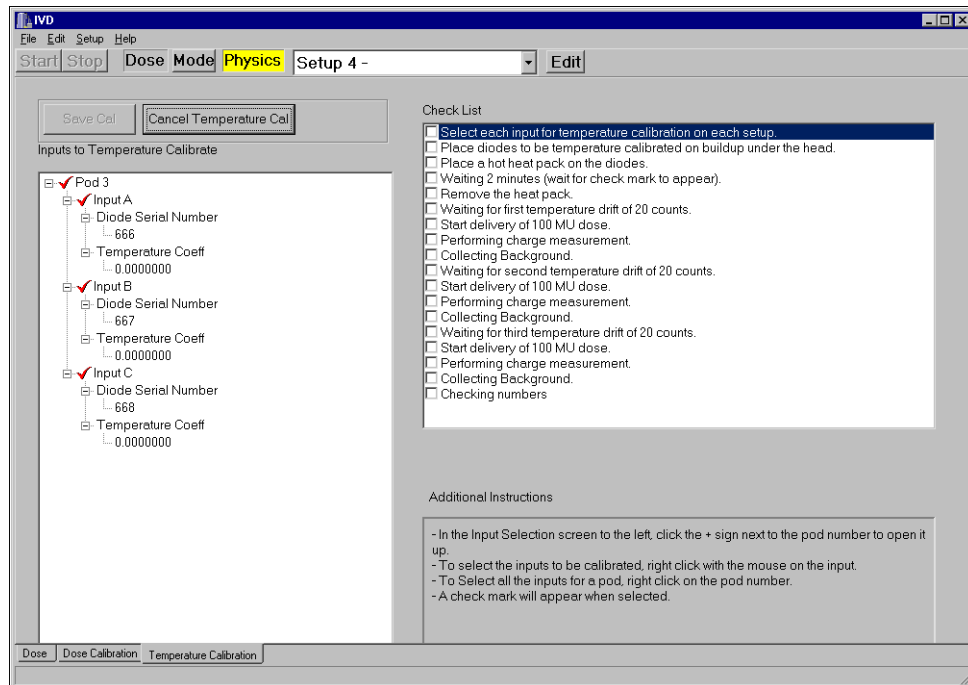 IVD
File Edit Setup Help
Start Stop Dose Mode Physics Setup 4 - Edit
Save Cal Cancel Temperature Cal
Inputs to Temperature Calibrate
Pod 3
Input A
Diode Serial Number
666
Temperature Coeff
0.0000000
Input B
Diode Serial Number
667
Temperature Coeff
0.0000000
Input C
Diode Serial Number
668
Temperature Coeff
0.0000000
Check List
Select each input for temperature calibration on each setup.
Place diodes to be temperature calibrated on buildup under the head.
Place a hot heat pack on the diodes.
Waiting 2 minutes (wait for check mark to appear).
Remove the heat pack.
Waiting for first temperature drift of 20 counts.
Start delivery of 100 MU dose.
Performing charge measurement.
Collecting Background.
Waiting for second temperature drift of 20 counts.
Start delivery of 100 MU dose.
Performing charge measurement.
Collecting Background.
Waiting for third temperature drift of 20 counts.
Start delivery of 100 MU dose.
Performing charge measurement.
Collecting Background.
Checking numbers
Additional Instructions
- In the Input Selection screen to the left, click the + sign next to the pod number to open it
up.
- To select the inputs to be calibrated, right click with the mouse on the input.
- To Select all the inputs for a pod, right click on the pod number.
- A check mark will appear when selected.
Dose Dose Calibration Temperature Calibration